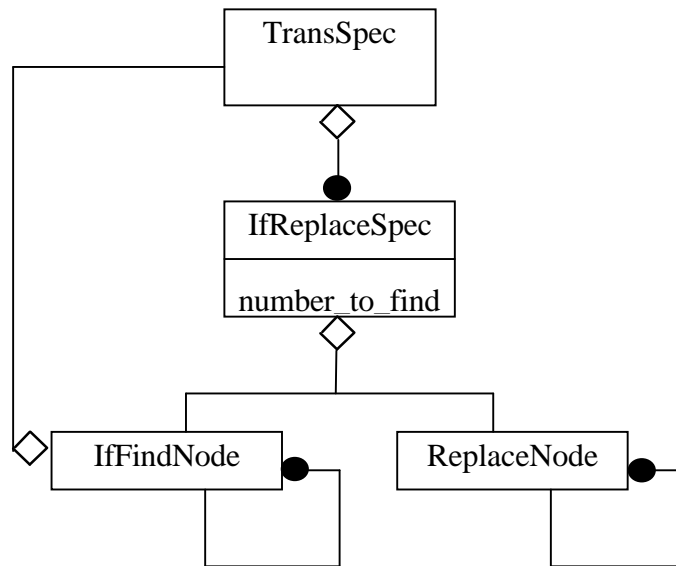 TransSpec
IfReplaceSpec
number_to_find
IfFindNode
ReplaceNode